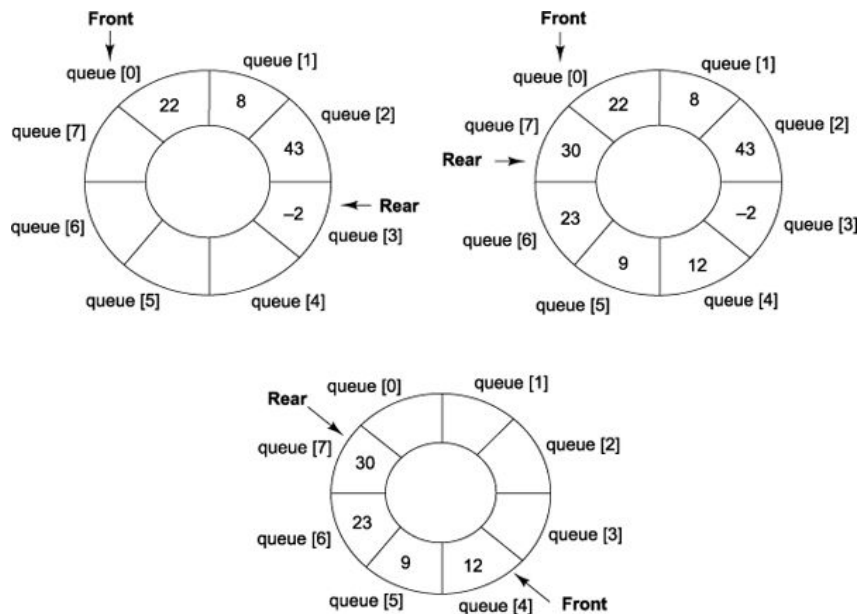 Front
queue [0]
queue [1]
22
8
queue [7]
queue [2]
43
–2
Rear
queue [3]
queue [6]
queue [5]
queue [4]
Front
queue [0]
queue [1]
22
8
queue [7]
queue [2]
Rear
30
43
23
–2
queue [3]
queue [6]
9
12
queue [5]
queue [4]
queue [0]
queue [1]
Rear
queue [7]
queue [2]
30
23
queue [6]
queue [3]
9
12
queue [5]
queue [4]
Front